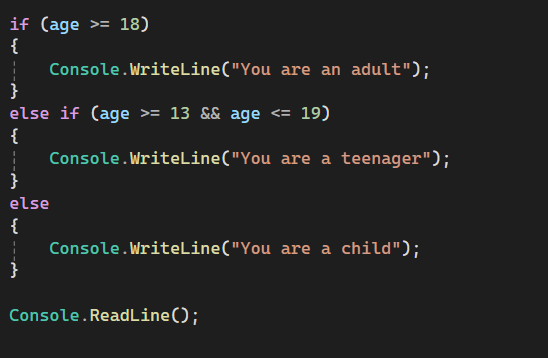 if (age >= 18)
{
    Console.WriteLine("You are an adult");
}
else if (age >= 13 && age <= 19)
{
    Console.WriteLine("You are a teenager");
}
else
{
    Console.WriteLine("You are a child");
}

Console.ReadLine();